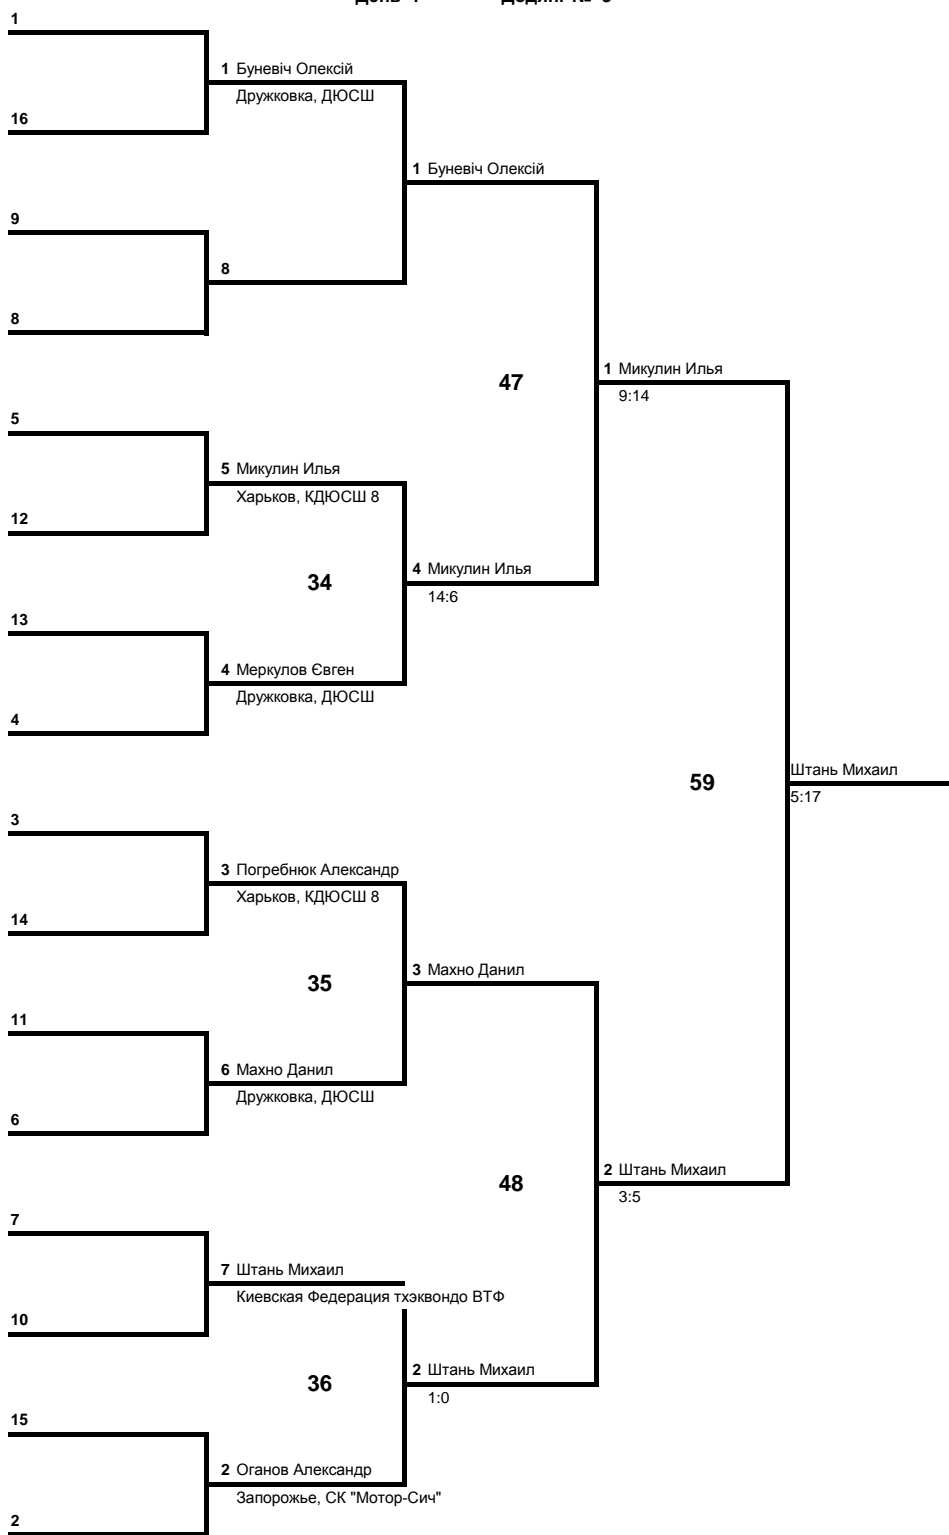 1
1 Буневіч Олексій
Дружковка, ДЮСШ
16
1 Буневіч Олексій
9
8
8
1 Микулин Илья
47
9:14
5
5 Микулин Илья
Харьков, КДЮСШ 8
12
4 Микулин Илья
34
14:6
13
4 Меркулов Євген
Дружковка, ДЮСШ
4
Штань Михаил
59
5:17
3
3 Погребнюк Александр
Харьков, КДЮСШ 8
14
3 Махно Данил
35
11
6 Махно Данил
Дружковка, ДЮСШ
6
2 Штань Михаил
48
3:5
7
7 Штань Михаил
Киевская Федерация тхэквондо ВТФ
10
2 Штань Михаил
36
1:0
15
2 Оганов Александр
Запорожье, СК "Мотор-Сич"
2